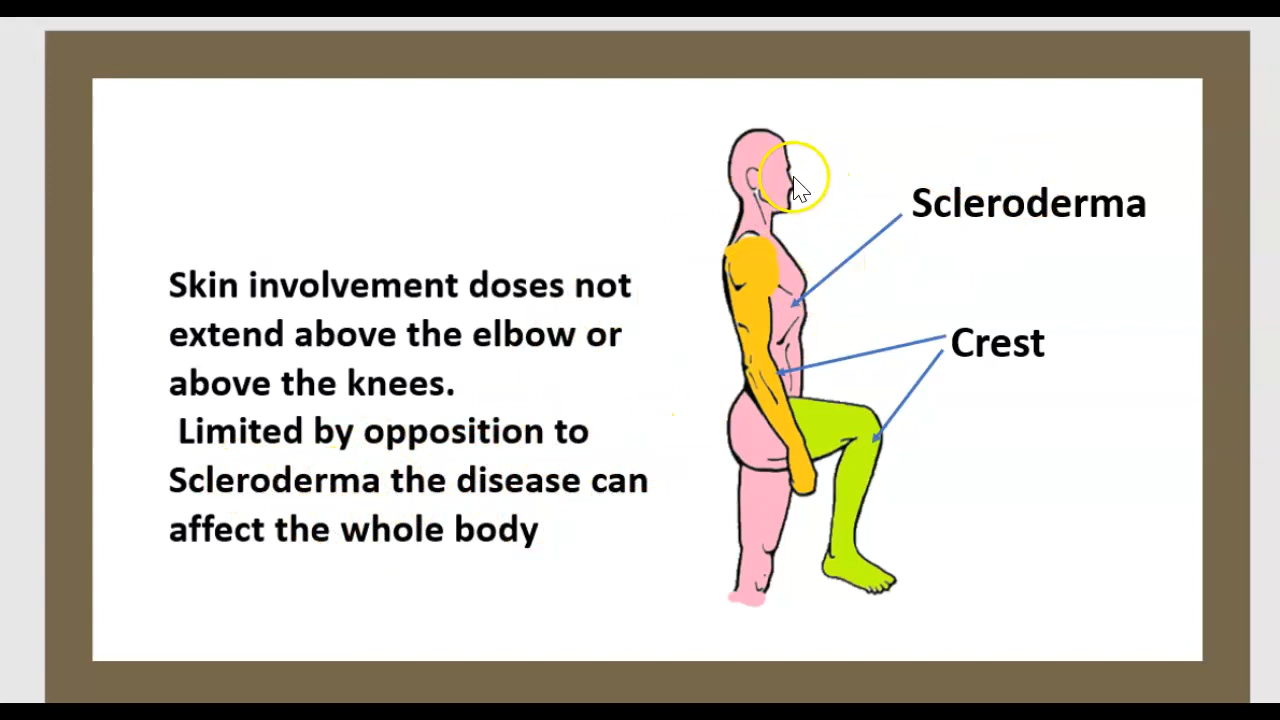 Skin involvement doses not
extend above the elbow or
above the knees.
Limited by opposition to
Scleroderma the disease can
affect the whole body
Scleroderma
Crest